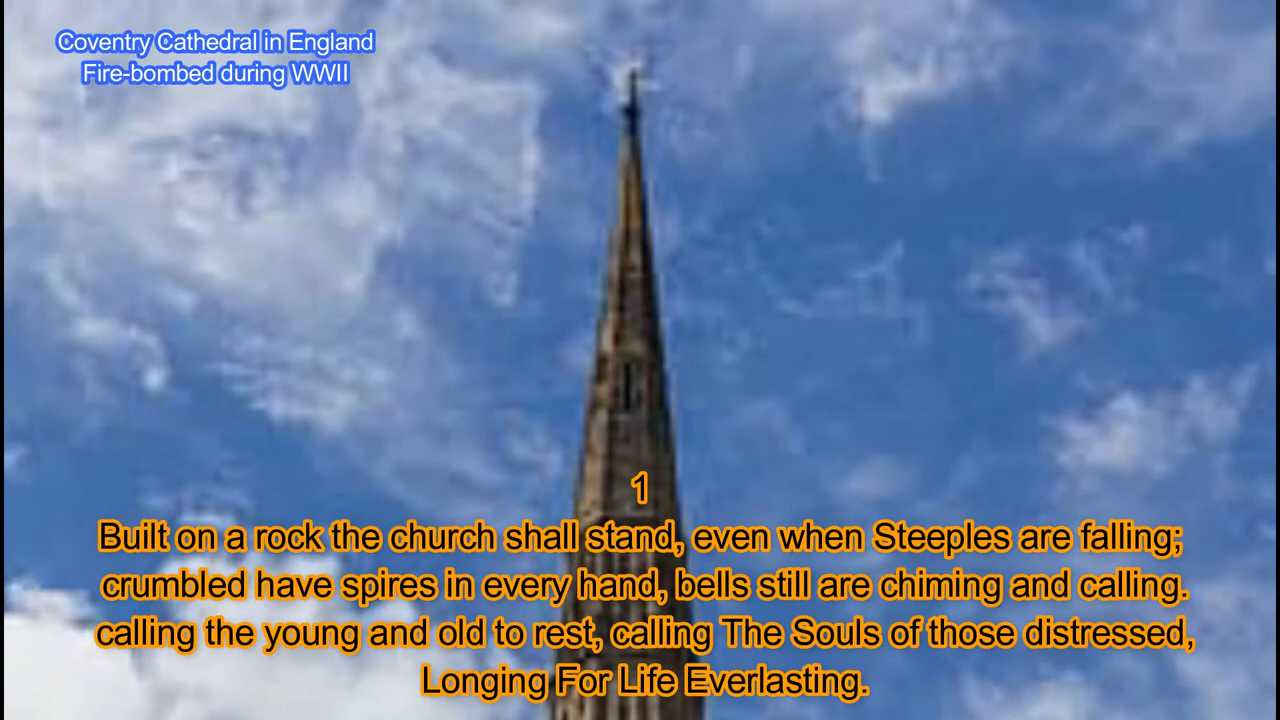 Coventry Cathedral in England
Fire-bombed during WWII
1
Built on a rock the church shall stand, even when Steeples are falling;
crumbled have spires in every hand, bells still are chiming and calling.
calling the young and old to rest, calling The Souls of those distressed,
Longing For Life Everlasting.